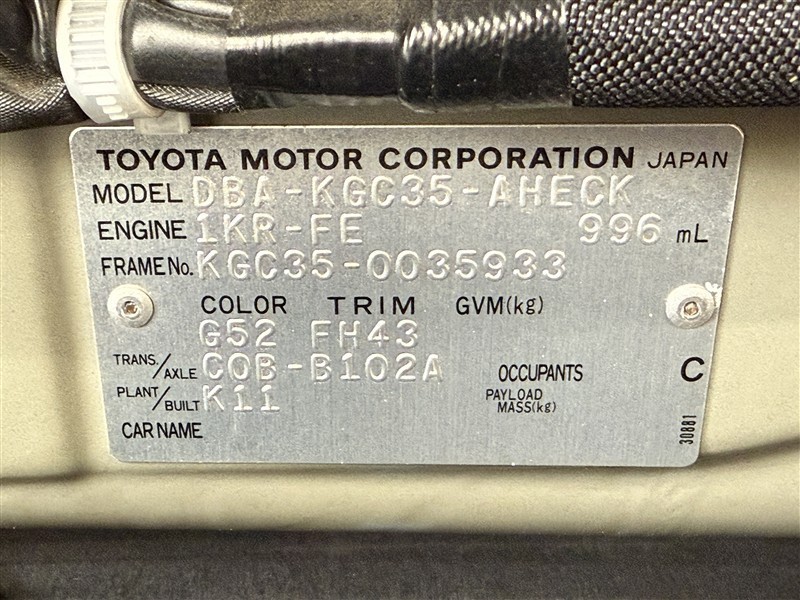 TOYOTA MOTOR CORPORATION JAPAN
MODEL DBA-KGC35-AHECK
ENGINE 1KR-FE 996 mL
FRAME No. KGC35-0035933
COLOR TRIM GVM(kg)
G52 FH43
TRANS./AXLE C0B-B102A OCCUPANTS C
PLANT/BUILT K11 PAYLOAD MASS(kg)
CAR NAME
30881